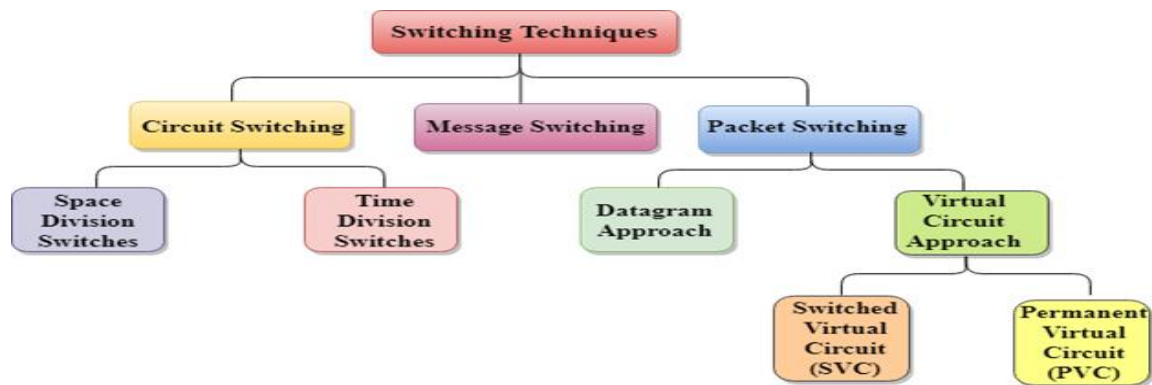 Switching Techniques
Circuit Switching
Message Switching
Packet Switching
Space
Division
Switches
Time
Division
Switches
Datagram
Approach
Virtual
Circuit
Approach
Switched
Virtual
Circuit
(SVC)
Permanent
Virtual
Circuit
(PVC)